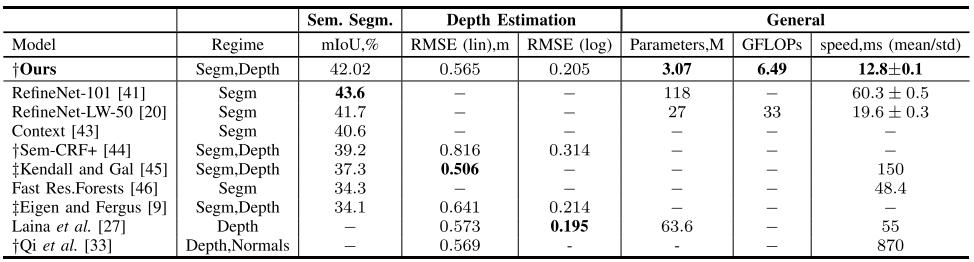 Sem. Segm. Depth Estimation General
Model Regime mIoU,% RMSE (lin),m RMSE (log) Parameters,M GFLOPs speed,ms (mean/std)
†Ours Segm,Depth 42.02 0.565 0.205 3.07 6.49 12.8±0.1
RefineNet-101 [41] Segm 43.6 − − 118 − 60.3 ± 0.5
RefineNet-LW-50 [20] Segm 41.7 − − 27 33 19.6 ± 0.3
Context [43] Segm 40.6 − − − − −
†Sem-CRF+ [44] Segm,Depth 39.2 0.816 0.314 − − −
‡Kendall and Gal [45] Segm,Depth 37.3 0.506 − − − 150
Fast Res.Forests [46] Segm 34.3 − − − − 48.4
‡Eigen and Fergus [9] Segm,Depth 34.1 0.641 0.214 − − −
Laina et al. [27] Depth − 0.573 0.195 63.6 − 55
†Qi et al. [33] Depth,Normals − 0.569 - - − 870